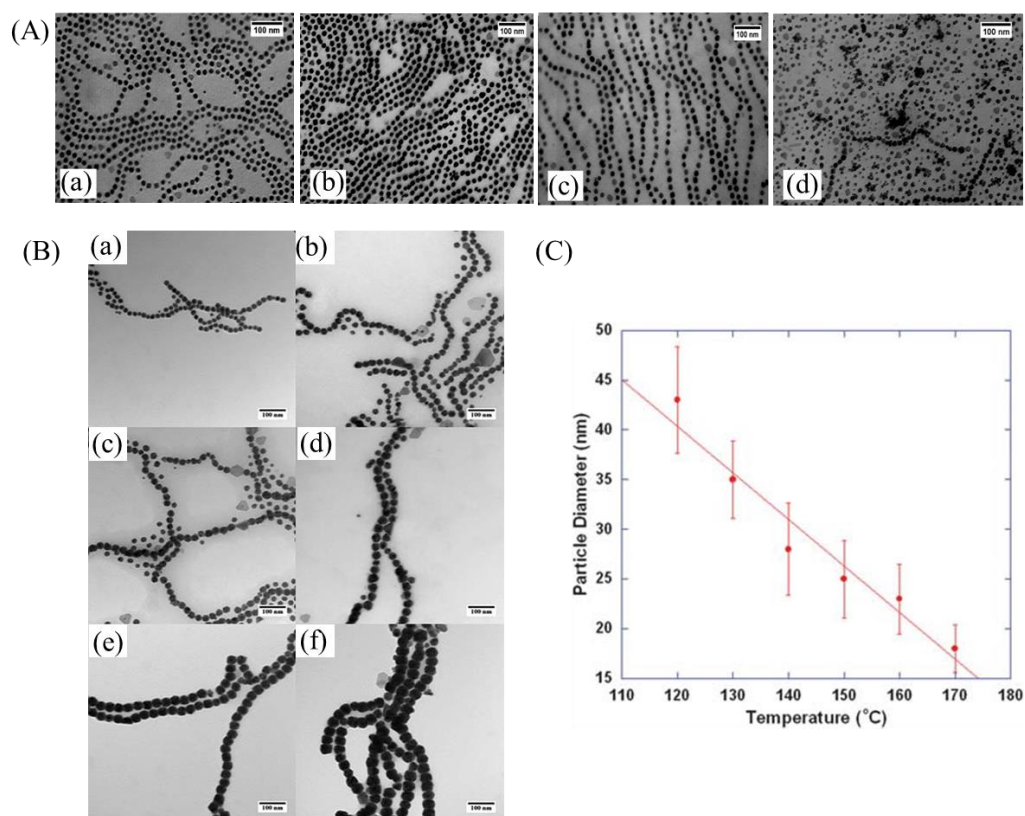 (A)
100 nm
100 nm
100 nm
100 nm
(a)
(b)
(c)
(d)
(B)
(a)
(b)
(C)
100 nm
100 nm
(c)
(d)
100 nm
100 nm
(e)
(f)
100 nm
100 nm
50
45
40
35
30
25
20
15
Particle Diameter (nm)
110 120 130 140 150 160 170 180
Temperature (°C)